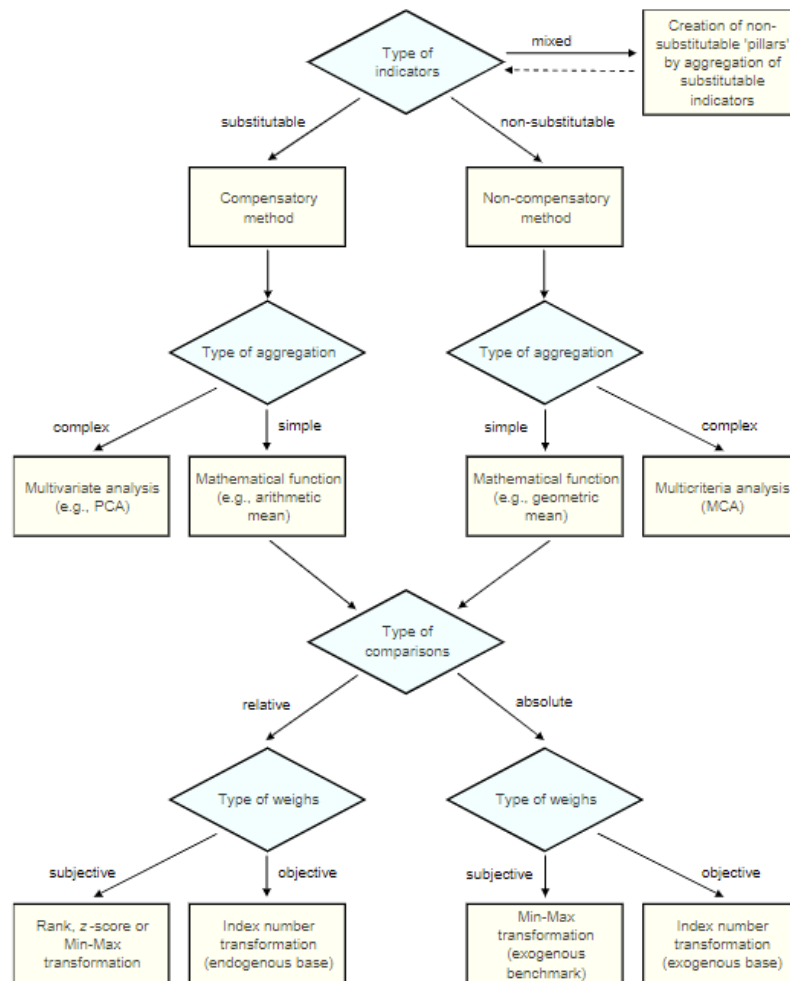 Type of
indicators
mixed
Creation of non-
substitutable 'pillars'
by aggregation of
substitutable
indicators
substitutable
non-substitutable
Compensatory
method
Non-compensatory
method
Type of aggregation
Type of aggregation
complex
simple
simple
complex
Multivariate analysis
(e.g., PCA)
Mathematical function
(e.g., arithmetic
mean)
Mathematical function
(e.g., geometric
mean)
Multicriteria analysis
(MCA)
Type of
comparisons
relative
absolute
Type of weighs
Type of weighs
subjective
objective
subjective
objective
Rank, z-score or
Min-Max
transformation
Index number
transformation
(endogenous base)
Min-Max
transformation
(exogenous
benchmark)
Index number
transformation
(exogenous base)